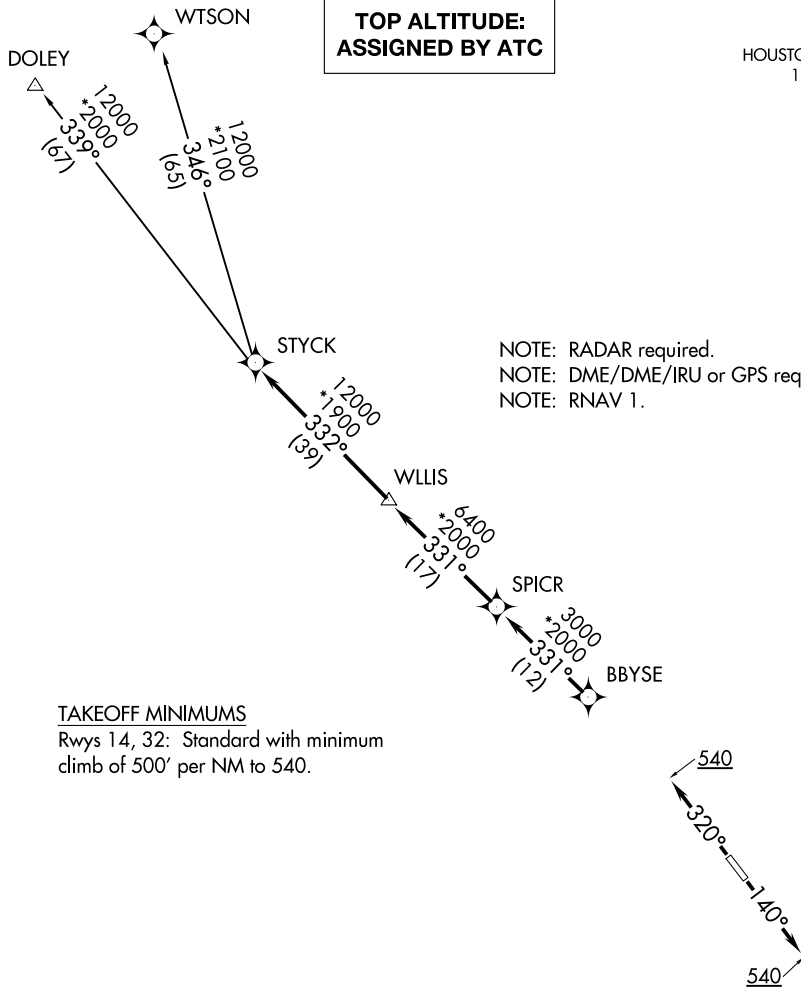 WTSON
TOP ALTITUDE:
ASSIGNED BY ATC
DOLEY
HOUSTO
1
12000
*2000
339°
(67)
12000
*2100
346°
(65)
STYCK
NOTE: RADAR required.
NOTE: DME/DME/IRU or GPS req
NOTE: RNAV 1.
12000
*1900
332°
(39)
WLLIS
6400
*2000
331°
(17)
SPICR
3000
*2000
331°
(12)
BBYSE
TAKEOFF MINIMUMS
Rwys 14, 32: Standard with minimum
climb of 500' per NM to 540.
540
320°
140°
540